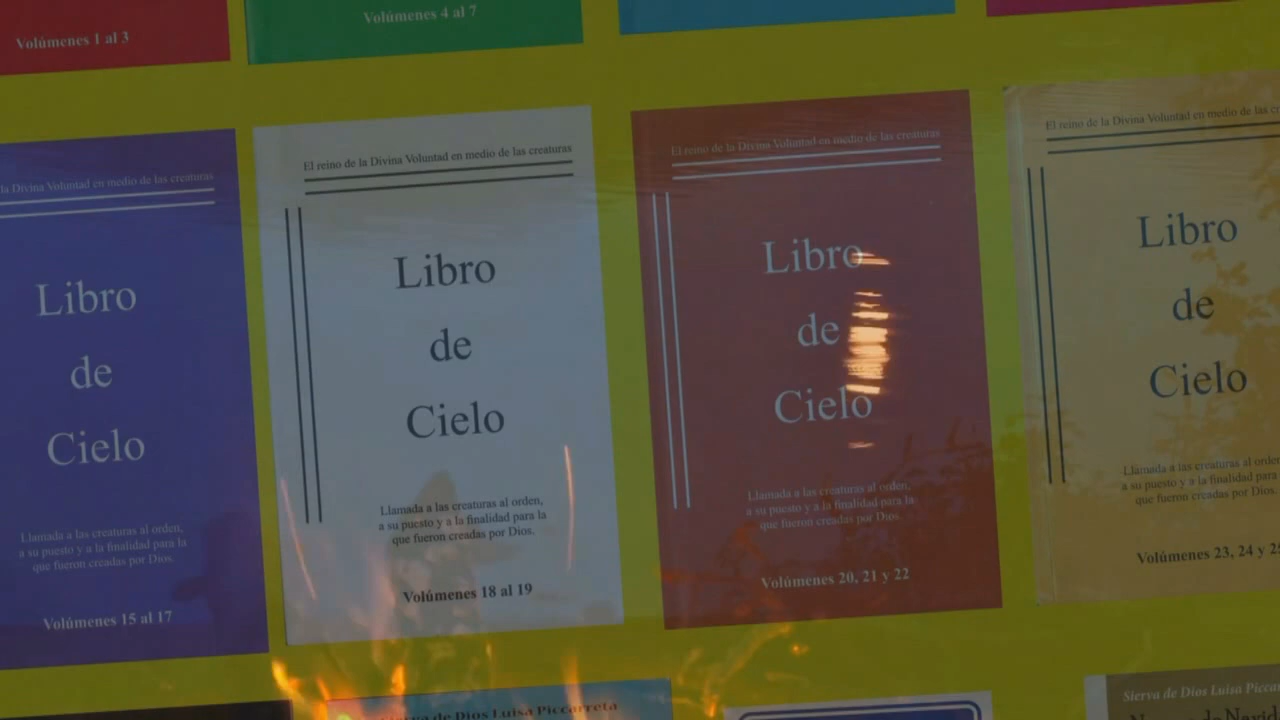 Volúmenes 1 al 3
Volúmenes 4 al 7
la Divina Voluntad en medio de las creaturas
Libro
de
Cielo
Llamada a las creaturas al orden,
a su puesto y a la finalidad para la
que fueron creadas por Dios.
Volúmenes 15 al 17
El reino de la Divina Voluntad en medio de las creaturas
Libro
de
Cielo
Llamada a las creaturas al orden,
a su puesto y a la finalidad para la
que fueron creadas por Dios.
Volúmenes 18 al 19
El reino de la Divina Voluntad en medio de las creaturas
Libro
de
Cielo
Llamada a las creaturas al orden,
a su puesto y a la finalidad para la
que fueron creadas por Dios.
Volúmenes 20, 21 y 22
El reino de la Divina Voluntad en medio de las
Libro
de
Cielo
Llamada a las creaturas al orden
a su puesto y a la finalidad para
que fueron creadas por Dios.
Volúmenes 23, 24 y
Sierva de Dios Luisa Piccarreta
Sierva de Dios Luisa